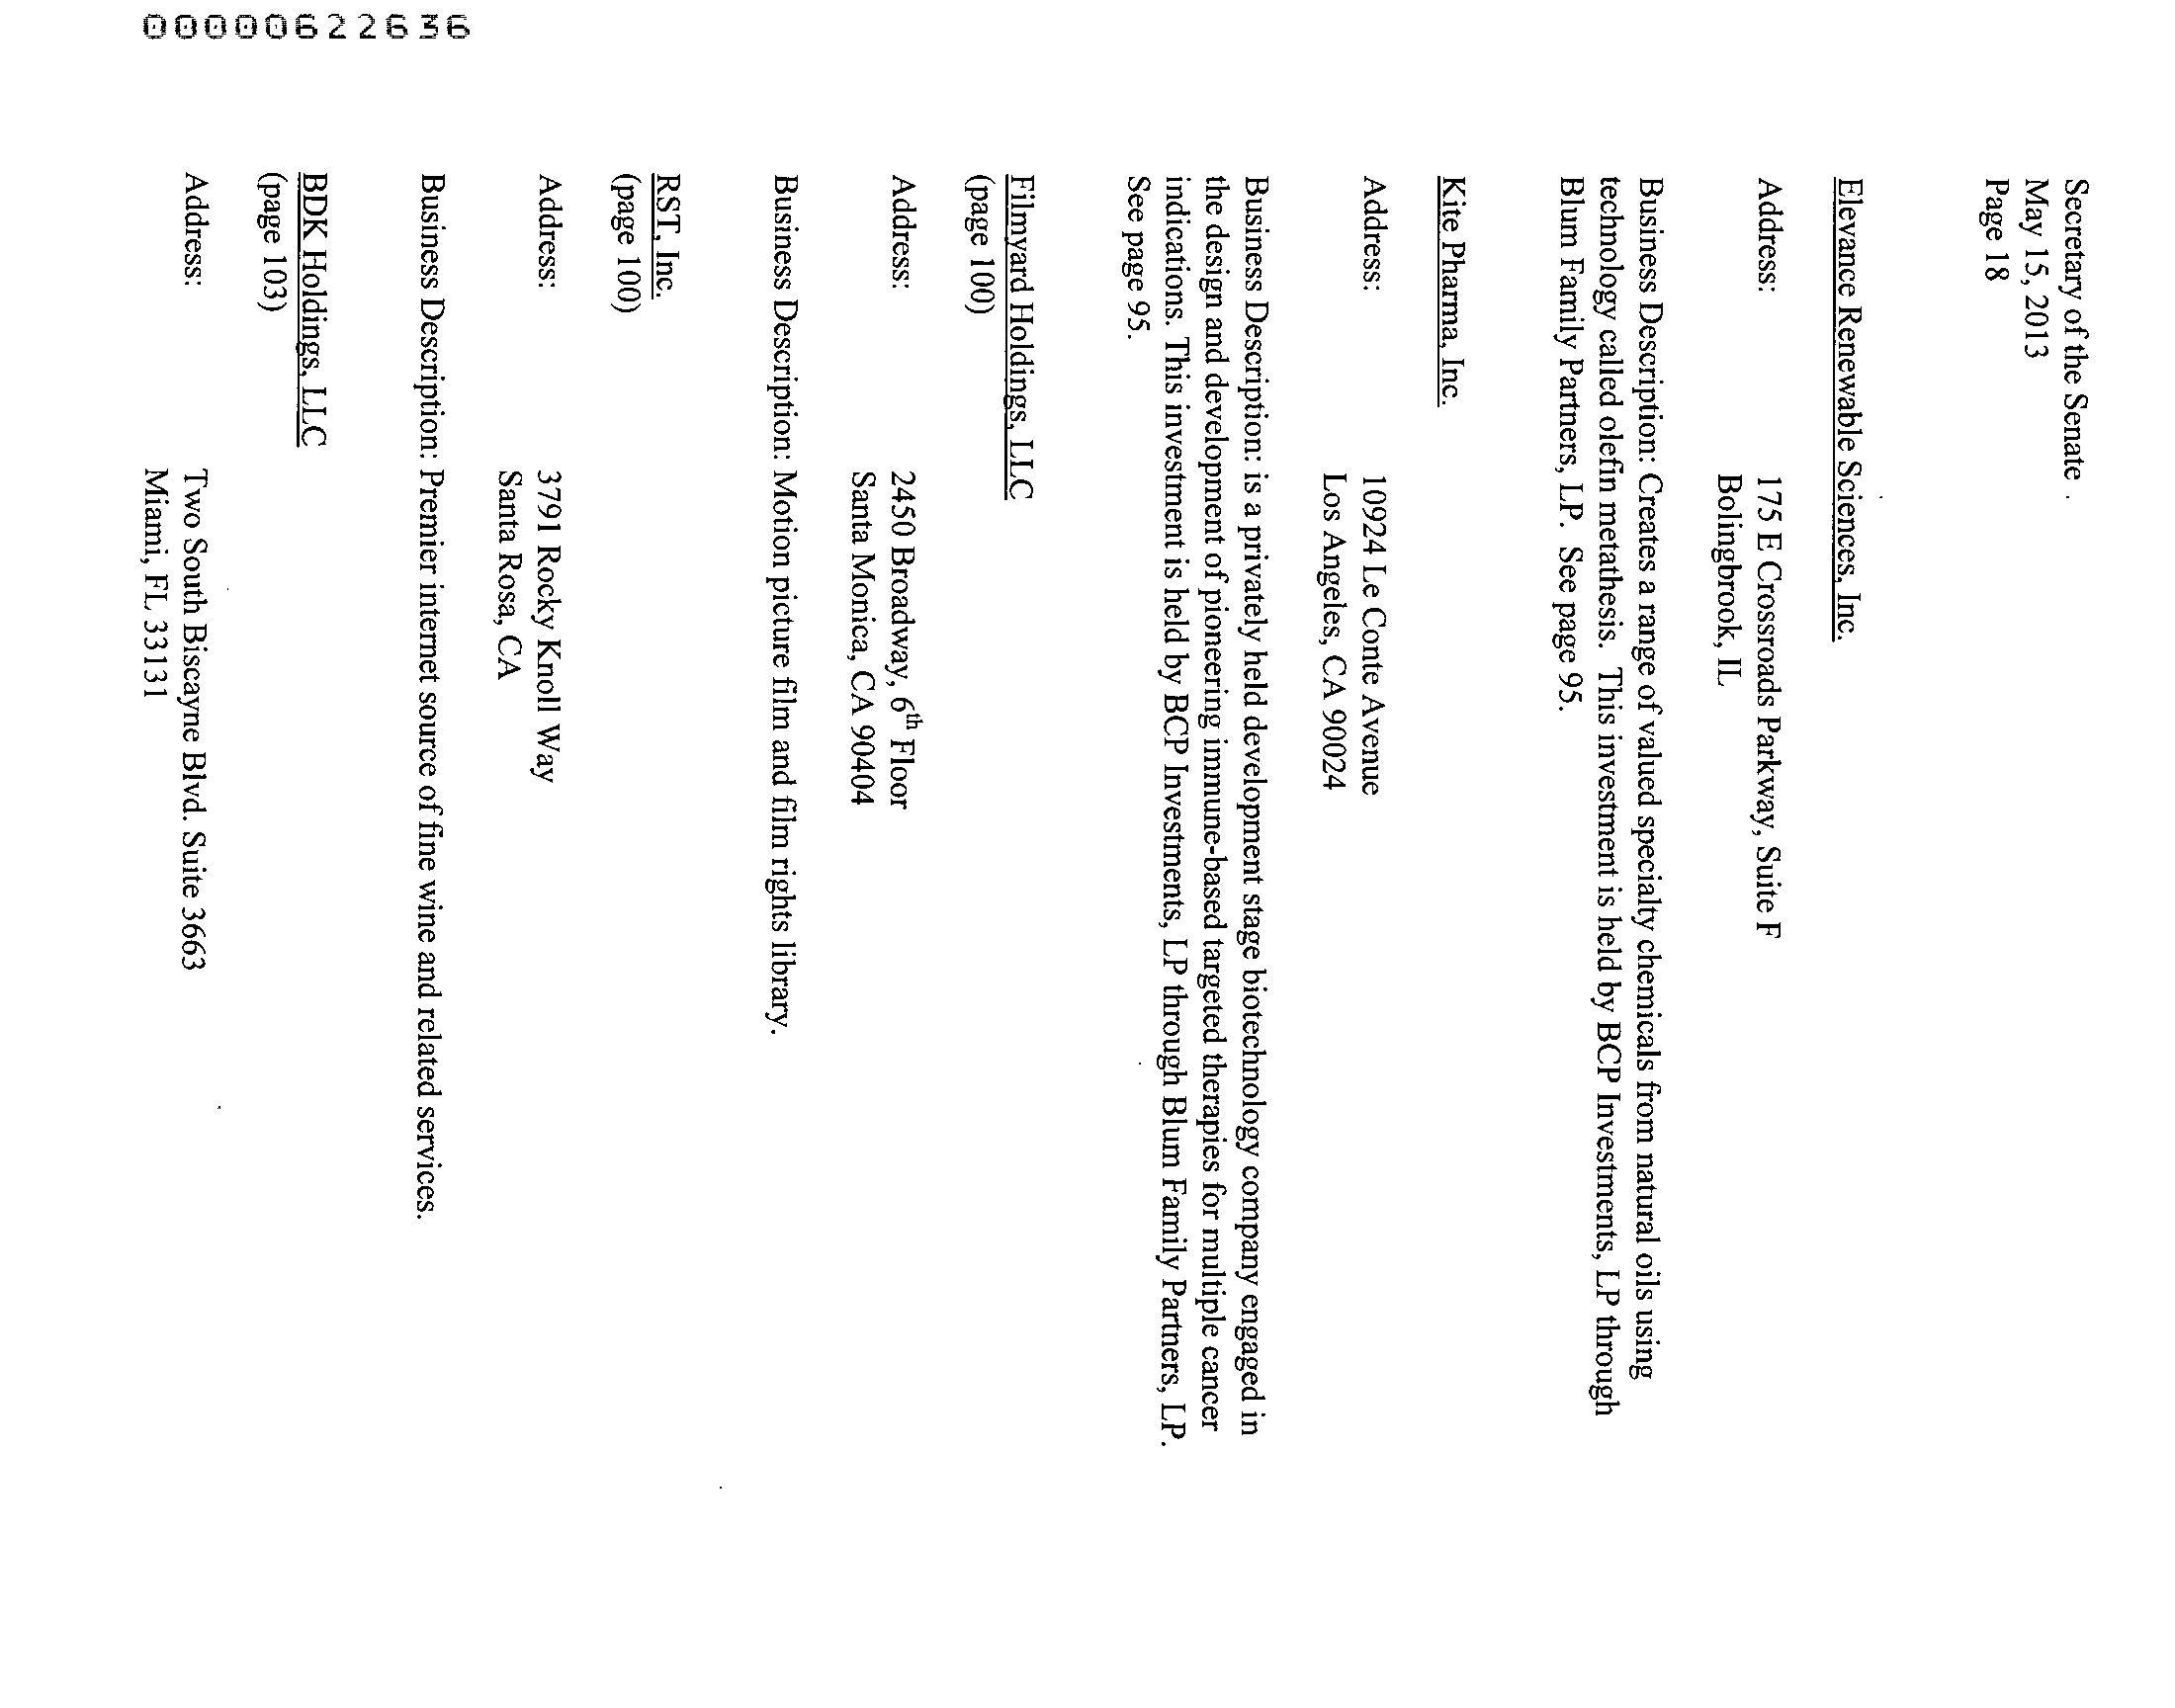 Secretary of the Senate
May 15, 2013
Page 18
Elevance Renewable Sciences, Inc.
Address: 175 E Crossroads Parkway, Suite F
Bolingbrook, IL
Business Description: Creates a range of valued specialty chemicals from natural oils using
technology called olefin metathesis. This investment is held by BCP Investments, LP through
Blum Family Partners, LP. See page 95.
Kite Pharma, Inc.
Address: 10924 Le Conte Avenue
Los Angeles, CA 90024
Business Description: is a privately held development stage biotechnology company engaged in
the design and development of pioneering immune-based targeted therapies for multiple cancer
indications. This investment is held by BCP Investments, LP through Blum Family Partners, LP.
See page 95.
Filmyard Holdings, LLC
(page 100)
Address: 2450 Broadway, 6th Floor
Santa Monica, CA 90404
Business Description: Motion picture film and film rights library.
RST, Inc.
(page 100)
Address: 3791 Rocky Knoll Way
Santa Rosa, CA
Business Description: Premier internet source of fine wine and related services.
BDK Holdings, LLC
(page 103)
Address: Two South Biscayne Blvd. Suite 3663
Miami, FL 33131
00000622636